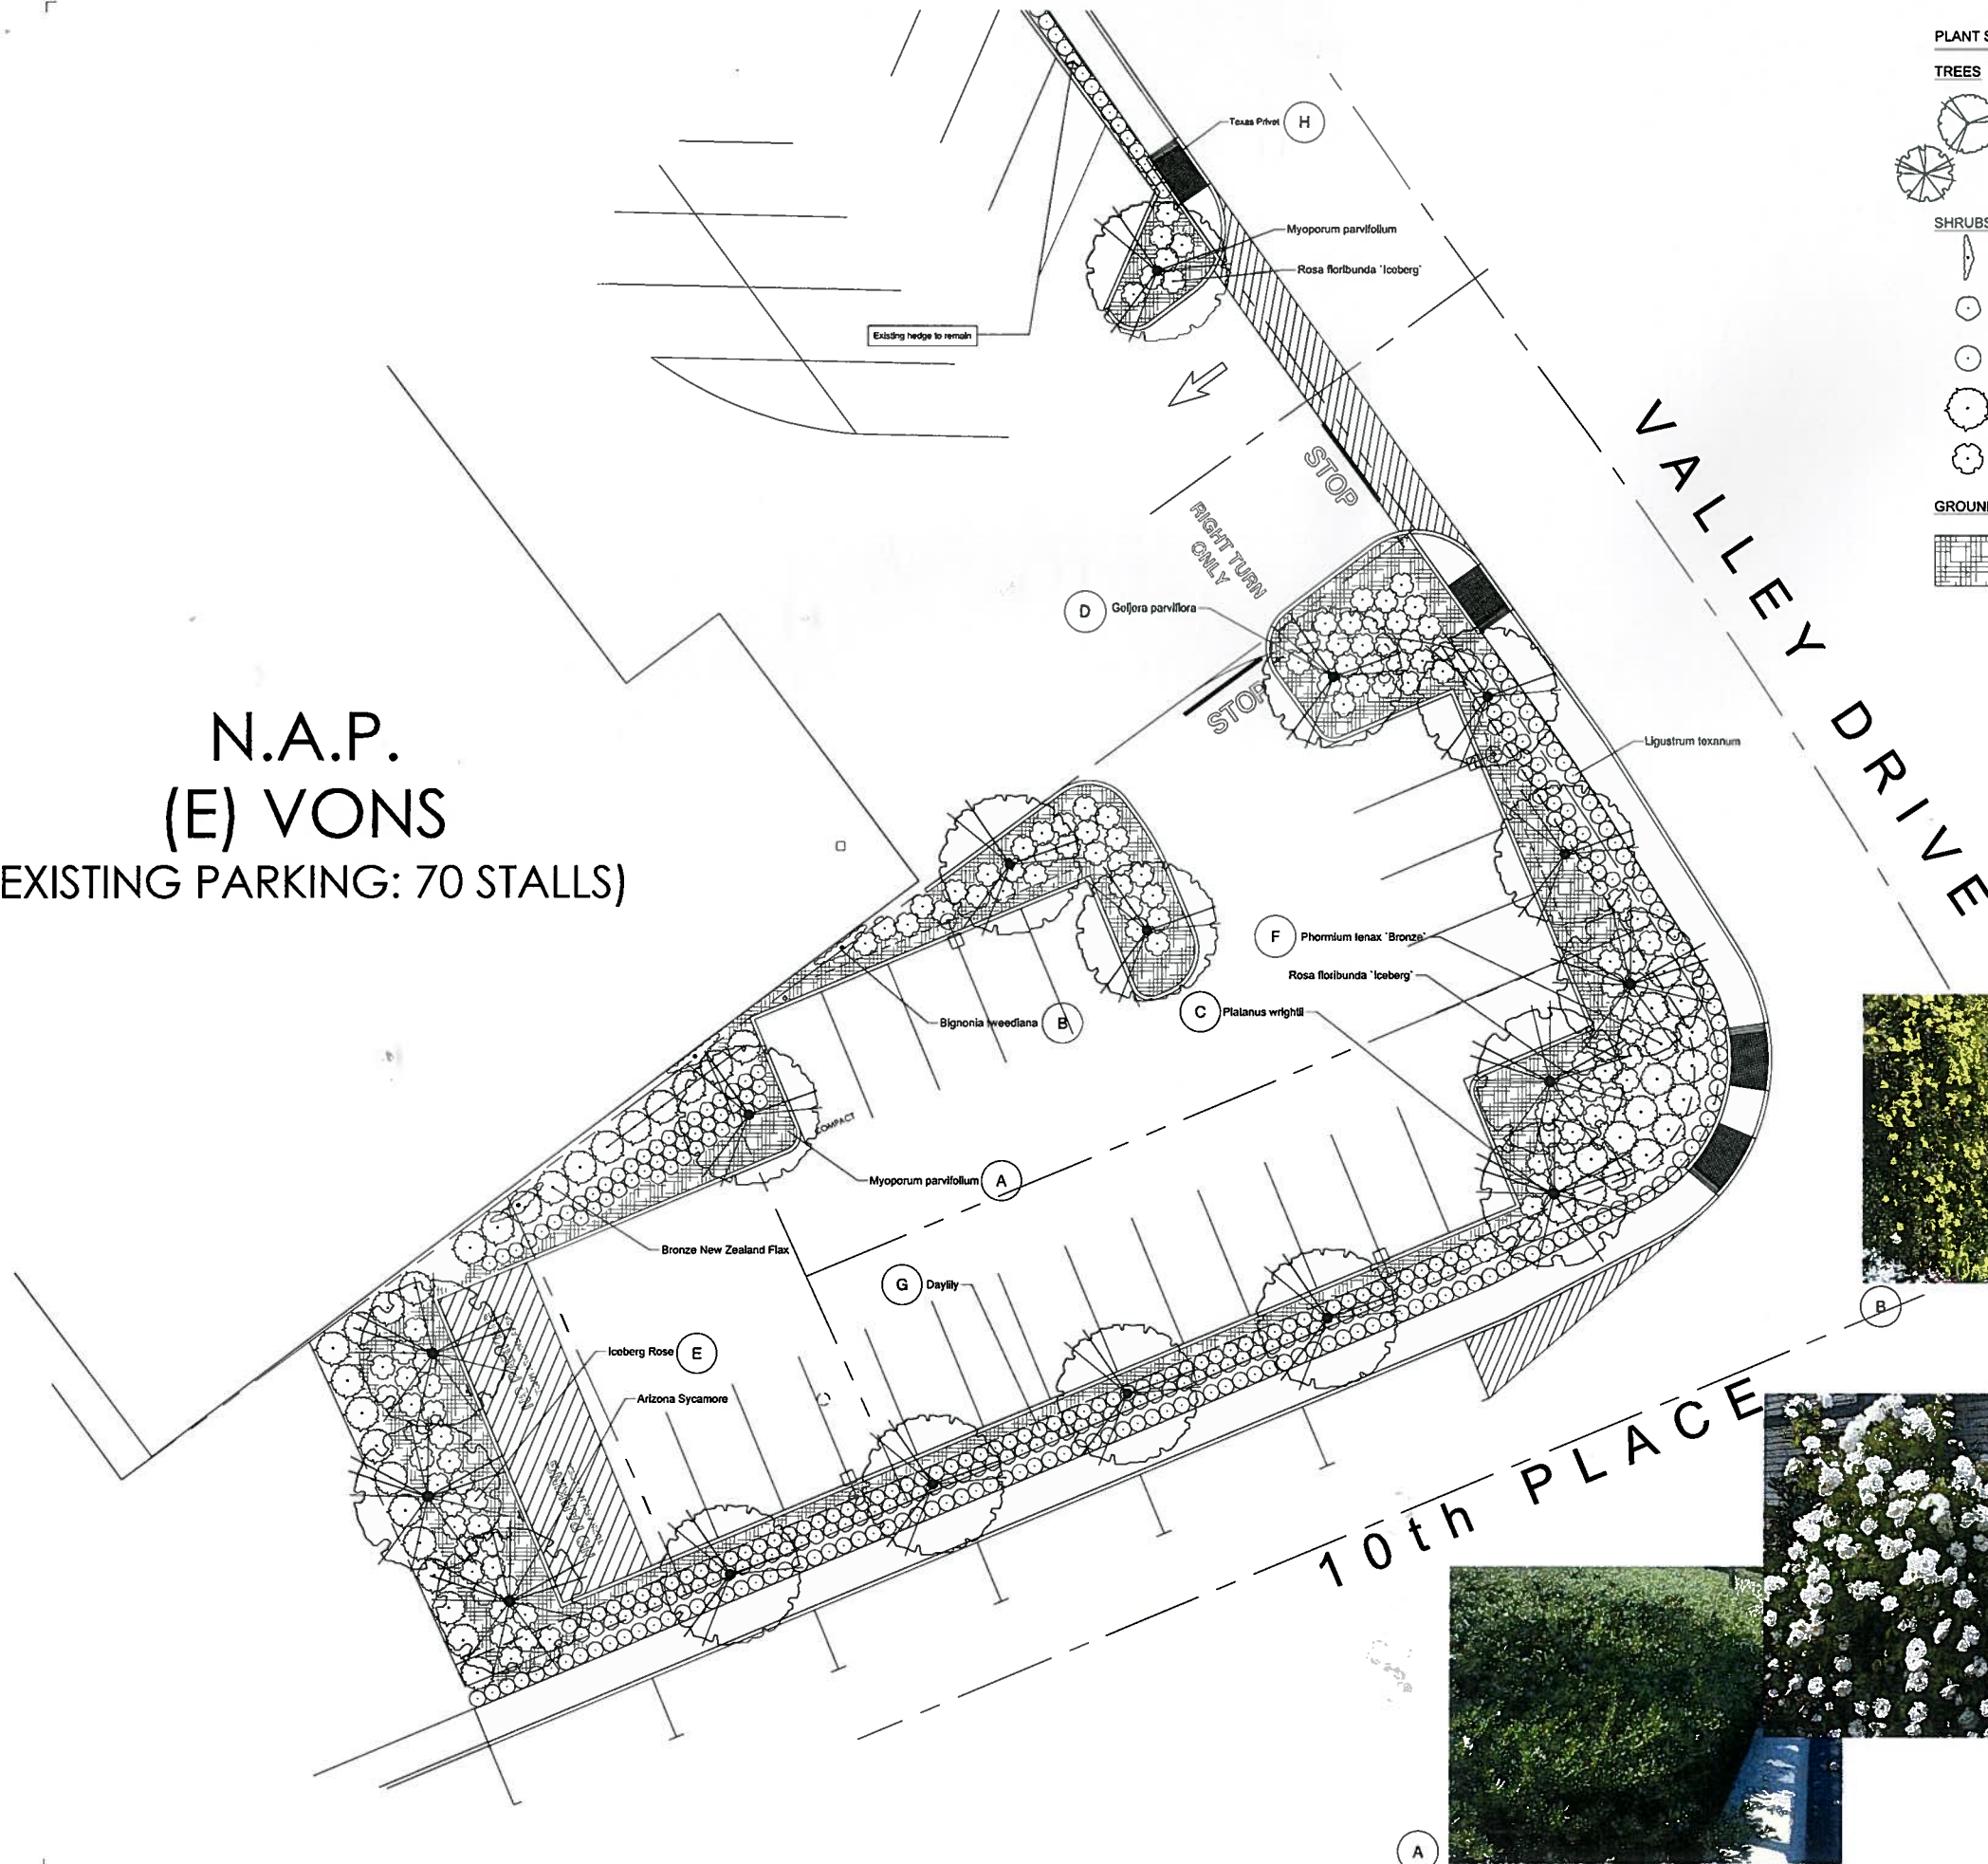 PLANT S
TREES
SHRUBS
GROUN
Texas Privet H
Myoporum parvifolium
Rosa floribunda 'Iceberg'
Existing hedge to remain
STOP
RIGHT TURN
ONLY
VALLEY DRIVE
D Geijera parviflora
STOP
Ligustrum texanum
N.A.P.
(E) VONS
EXISTING PARKING: 70 STALLS)
F Phormium tenax 'Bronze'
Rosa floribunda 'Iceberg'
C Platanus wrightii
Bignonia tweediana B
COMPACT
Myoporum parvifolium A
Bronze New Zealand Flax
G Daylily
Iceberg Rose E
Arizona Sycamore
10th PLACE
B
A